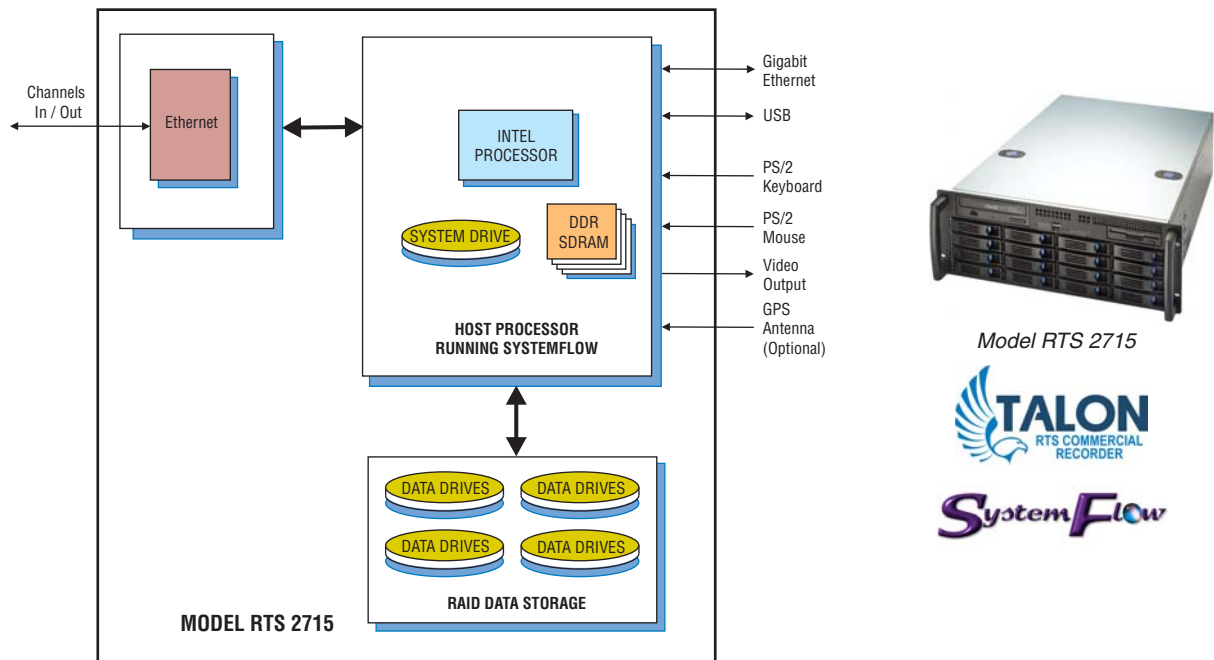 Channels
In / Out
Ethernet
INTEL
PROCESSOR
SYSTEM DRIVE
DDR
SDRAM
HOST PROCESSOR
RUNNING SYSTEMFLOW
Gigabit
Ethernet
USB
PS/2
Keyboard
PS/2
Mouse
Video
Output
GPS
Antenna
(Optional)
DATA DRIVES
DATA DRIVES
DATA DRIVES
DATA DRIVES
RAID DATA STORAGE
MODEL RTS 2715
Model RTS 2715
TALON
RTS COMMERCIAL
RECORDER
SystemFlow